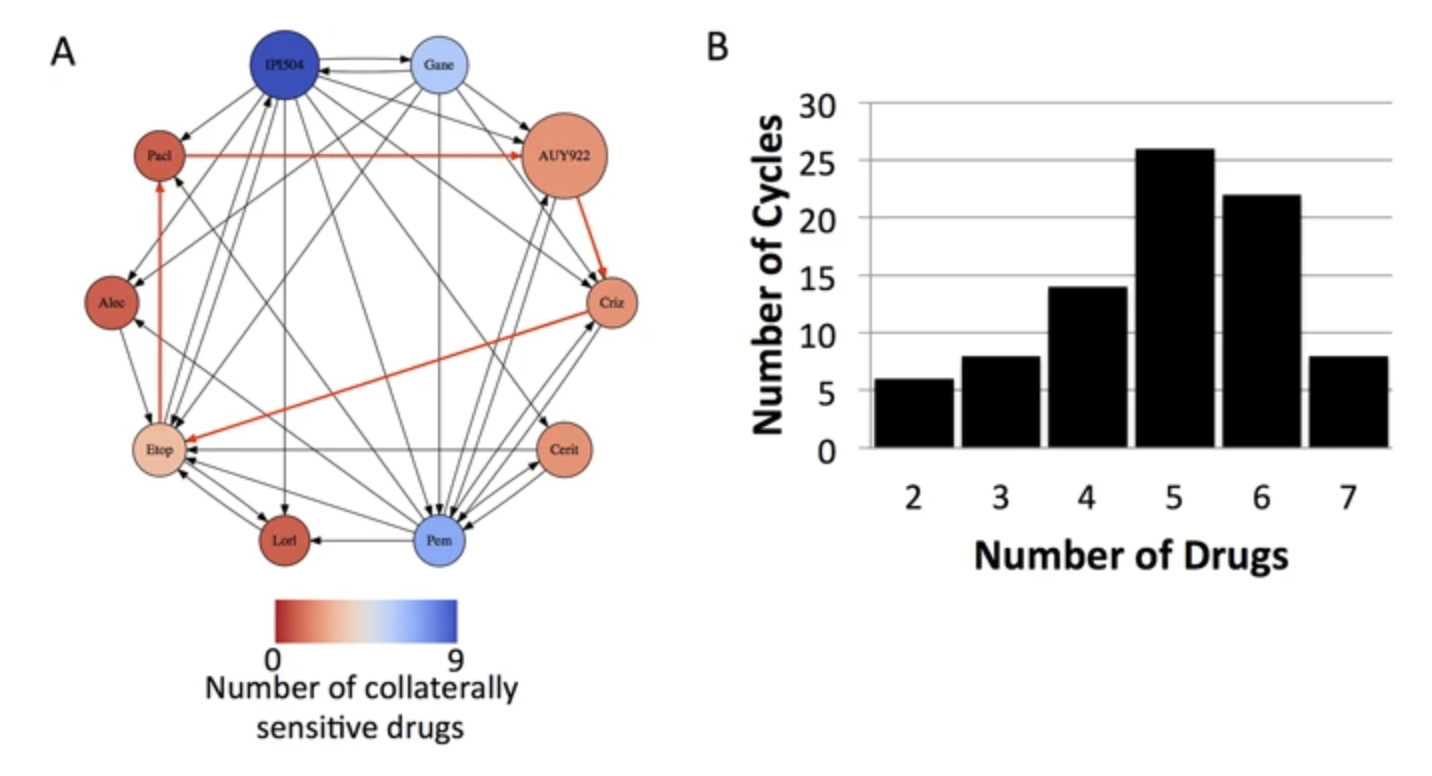 A
IPI504
Gane
Pacl
AUY922
Alec
Criz
Etop
Cerit
Lorl
Pem
0
9
Number of collaterally
sensitive drugs
B
Number of Cycles
30
25
20
15
10
5
0
2 3 4 5 6 7
Number of Drugs